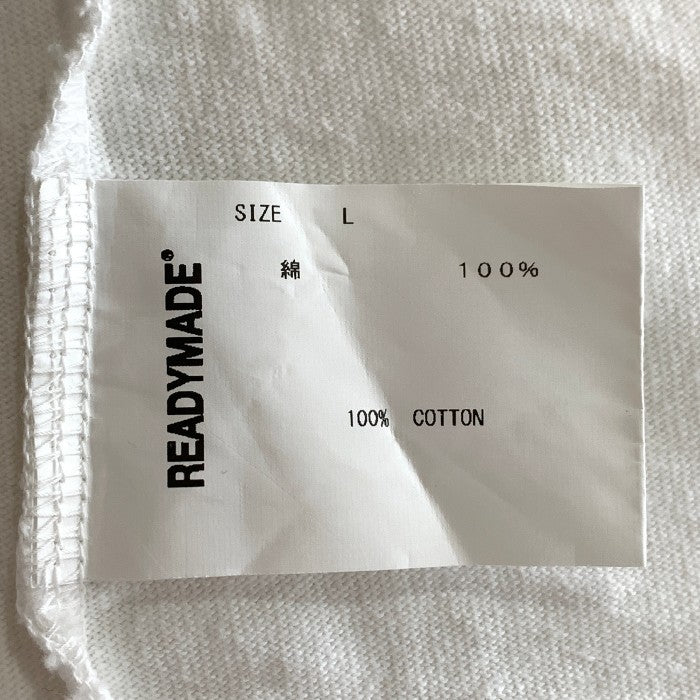 SIZE L
綿 100%
100% COTTON
READYMADE®